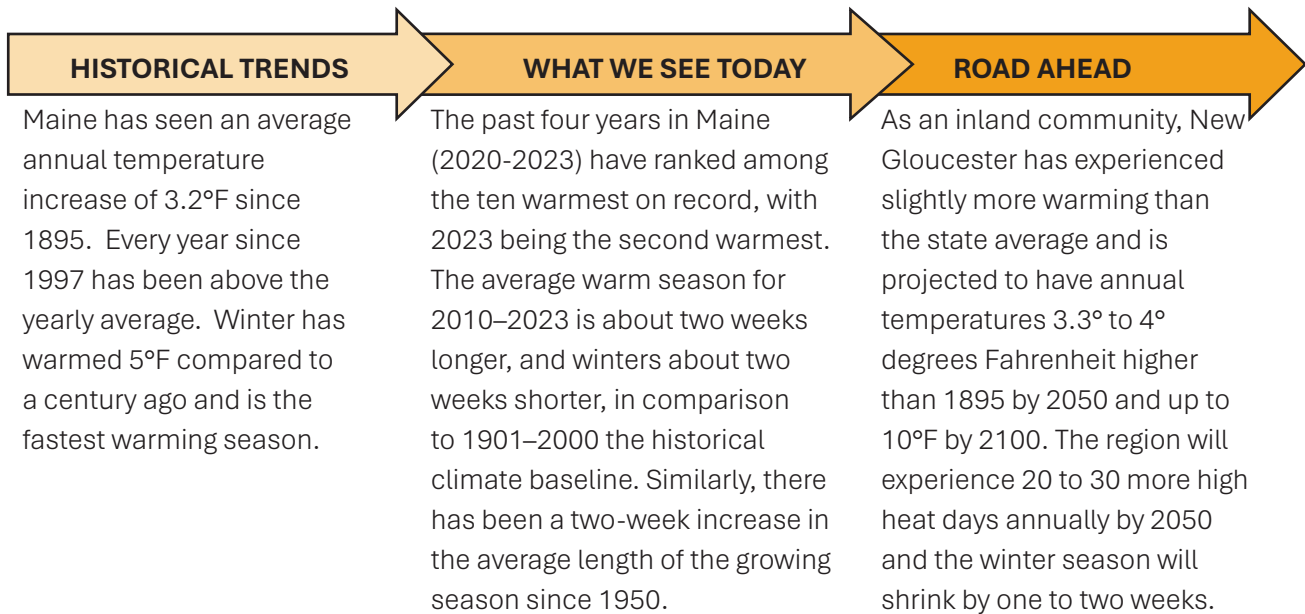 HISTORICAL TRENDS
Maine has seen an average
annual temperature
increase of 3.2°F since
1895.  Every year since
1997 has been above the
yearly average.  Winter has
warmed 5°F compared to
a century ago and is the
fastest warming season.
WHAT WE SEE TODAY
The past four years in Maine
(2020-2023) have ranked among
the ten warmest on record, with
2023 being the second warmest.
The average warm season for
2010–2023 is about two weeks
longer, and winters about two
weeks shorter, in comparison
to 1901–2000 the historical
climate baseline. Similarly, there
has been a two-week increase in
the average length of the growing
season since 1950.
ROAD AHEAD
As an inland community, New
Gloucester has experienced
slightly more warming than
the state average and is
projected to have annual
temperatures 3.3° to 4°
degrees Fahrenheit higher
than 1895 by 2050 and up to
10°F by 2100. The region will
experience 20 to 30 more high
heat days annually by 2050
and the winter season will
shrink by one to two weeks.